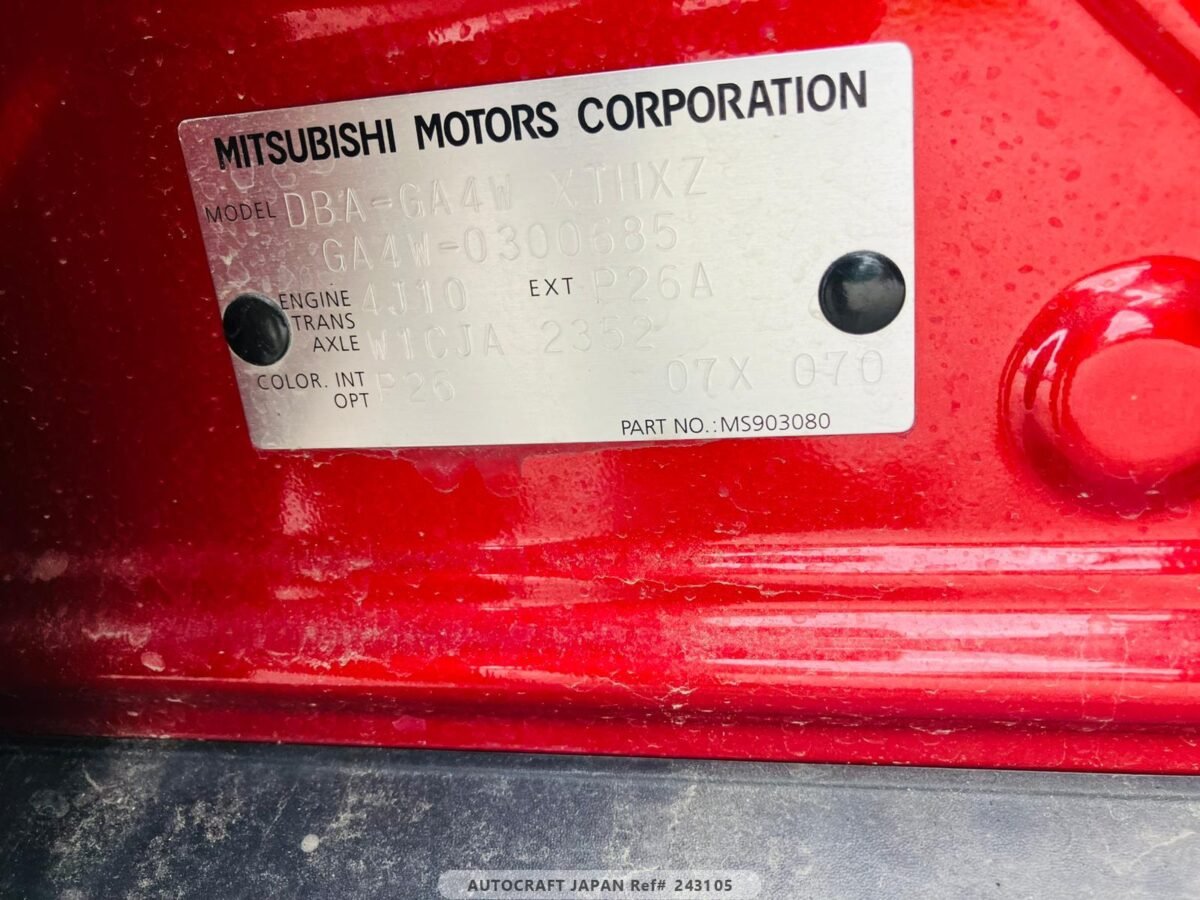 MITSUBISHI MOTORS CORPORATION
MODEL DBA-GA4W XTHXZ
GA4W-0300685
ENGINE 4J10 EXT P26A
TRANS
AXLE W1CJA 2352
COLOR. INT P26 07X 070
OPT
PART NO.:MS903080
AUTOCRAFT JAPAN Ref# 243105